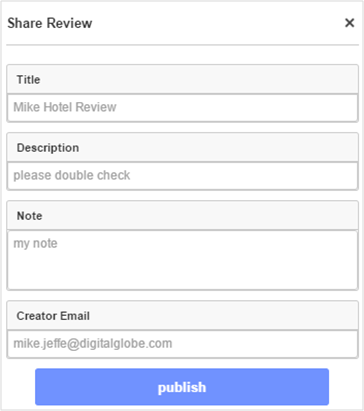 Share Review ×
Title
Mike Hotel Review
Description
please double check
Note
my note
Creator Email
mike.jeffe@digitalglobe.com
publish